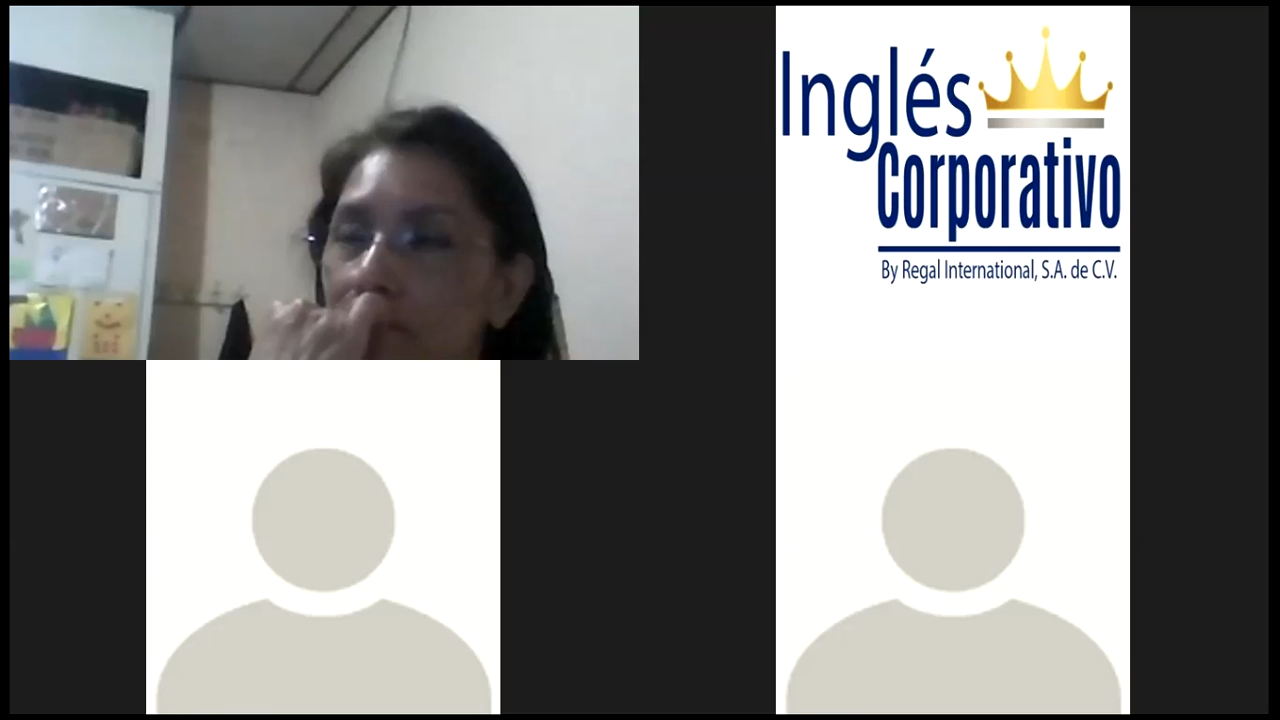 Inglés
Corporativo
By Regal International, S.A. de C.V.